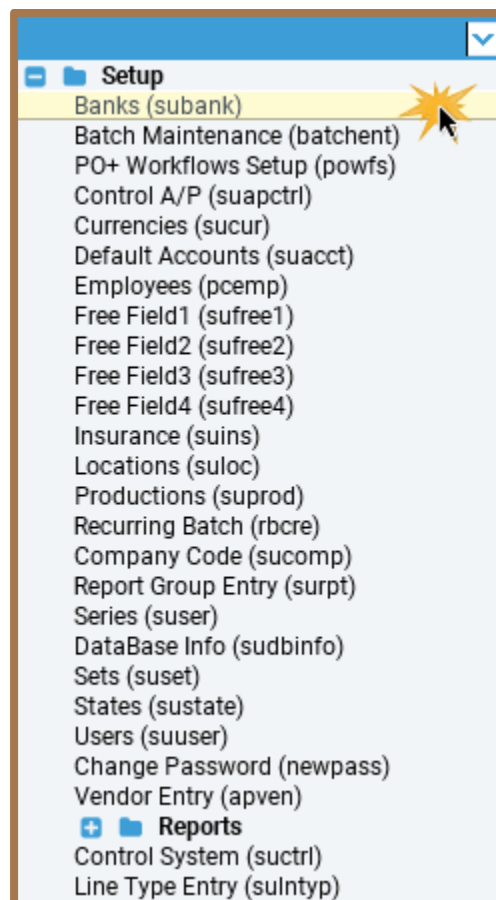 Setup
Banks (subank)
Batch Maintenance (batchent)
PO+ Workflows Setup (powfs)
Control A/P (suapctrl)
Currencies (sucur)
Default Accounts (suacct)
Employees (pcemp)
Free Field1 (sufree1)
Free Field2 (sufree2)
Free Field3 (sufree3)
Free Field4 (sufree4)
Insurance (suins)
Locations (suloc)
Productions (suprod)
Recurring Batch (rbcre)
Company Code (sucomp)
Report Group Entry (surpt)
Series (suser)
DataBase Info (sudbinfo)
Sets (suset)
States (sustate)
Users (suuser)
Change Password (newpass)
Vendor Entry (apven)
Reports
Control System (suctrl)
Line Type Entry (sulntyp)